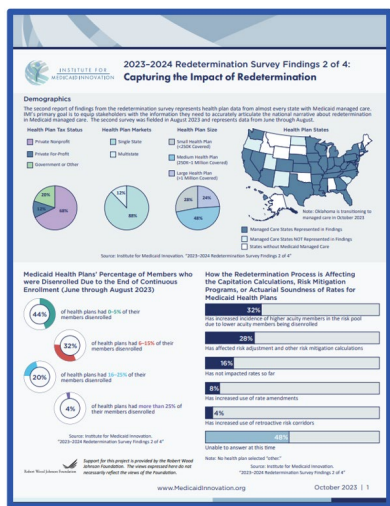 INSTITUTE FOR
MEDICAID INNOVATION
2023–2024 Redetermination Survey Findings 2 of 4:
Capturing the Impact of Redetermination
Demographics
The second report of findings from the redetermination survey represents health plan data from almost every state with Medicaid managed care.
IMI's primary goal is to equip stakeholders with the information they need to accurately articulate the national narrative about redetermination
in Medicaid managed care. The second survey was fielded in August 2023 and represents data from June through August.
Health Plan Tax Status
Private Nonprofit
Private For-Profit
Government or Other
20%
12%
68%
Health Plan Markets
Single State
Multistate
12%
88%
Health Plan Size
Small Health Plan
(<250K Covered)
Medium Health Plan
(250K–1 Million Covered)
Large Health Plan
(>1 Million Covered)
28%
24%
48%
Health Plan States
Note: Oklahoma is transitioning to
managed care in October 2023
Managed Care States Represented in Findings
Managed Care States NOT Represented in Findings
States without Medicaid Managed Care
Source: Institute for Medicaid Innovation. "2023–2024 Redetermination Survey Findings 2 of 4"
Medicaid Health Plans' Percentage of Members who
were Disenrolled Due to the End of Continuous
Enrollment (June through August 2023)
44%
of health plans had 0–5% of their
members disenrolled
32%
of health plans had 6–15% of their
members disenrolled
20%
of health plans had 16–25% of their
members disenrolled
4%
of health plans had more than 25% of
their members disenrolled
Source: Institute for Medicaid Innovation.
"2023–2024 Redetermination Survey Findings 2 of 4"
How the Redetermination Process is Affecting
the Capitation Calculations, Risk Mitigation
Programs, or Actuarial Soundness of Rates for
Medicaid Health Plans
32%
Has increased incidence of higher acuity members in the risk pool
due to lower acuity members being disenrolled
28%
Has affected risk adjustment and other risk mitigation calculations
16%
Has not impacted rates so far
8%
Has increased use of rate amendments
4%
Has increased use of retroactive risk corridors
48%
Unable to answer at this time
Note: No health plan selected "other."
Source: Institute for Medicaid Innovation.
"2023–2024 Redetermination Survey Findings 2 of 4"
Robert Wood Johnson Foundation
Support for this project is provided by the Robert Wood
Johnson Foundation. The views expressed here do not
necessarily reflect the views of the Foundation.
www.MedicaidInnovation.org
October 2023 | 1